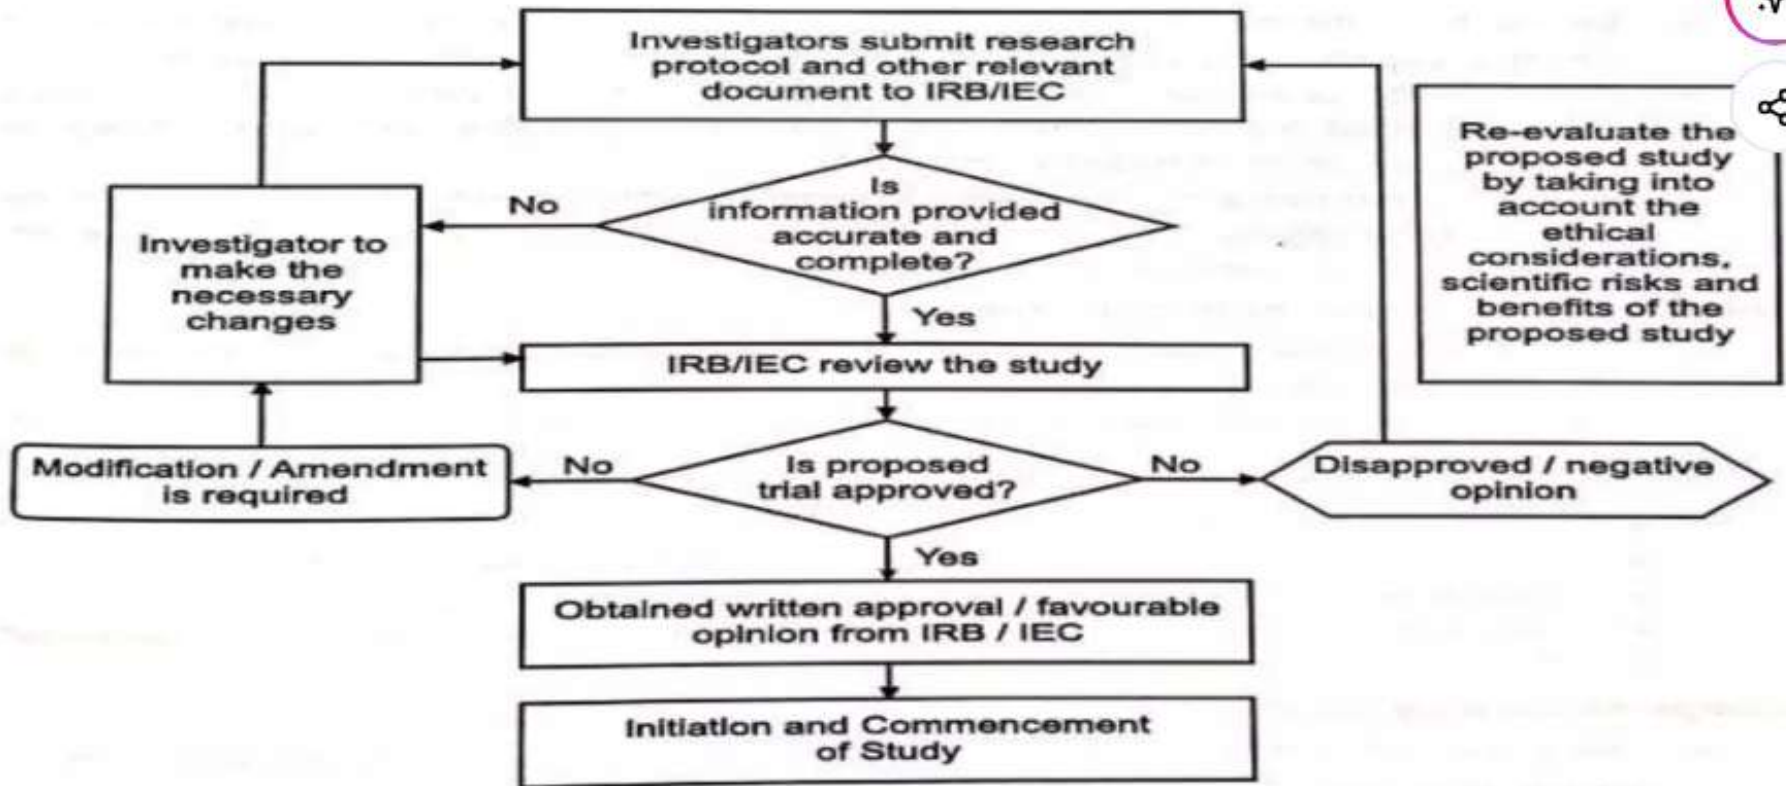 Investigators submit research
protocol and other relevant
document to IRB/IEC
Re-evaluate the
proposed study
by taking into
account the
ethical
considerations,
scientific risks and
benefits of the
proposed study
Is
information provided
accurate and
complete?
No
Investigator to
make the
necessary
changes
Yes
IRB/IEC review the study
Modification / Amendment
is required
No
Is proposed
trial approved?
No
Disapproved / negative
opinion
Yes
Obtained written approval / favourable
opinion from IRB / IEC
Initiation and Commencement
of Study